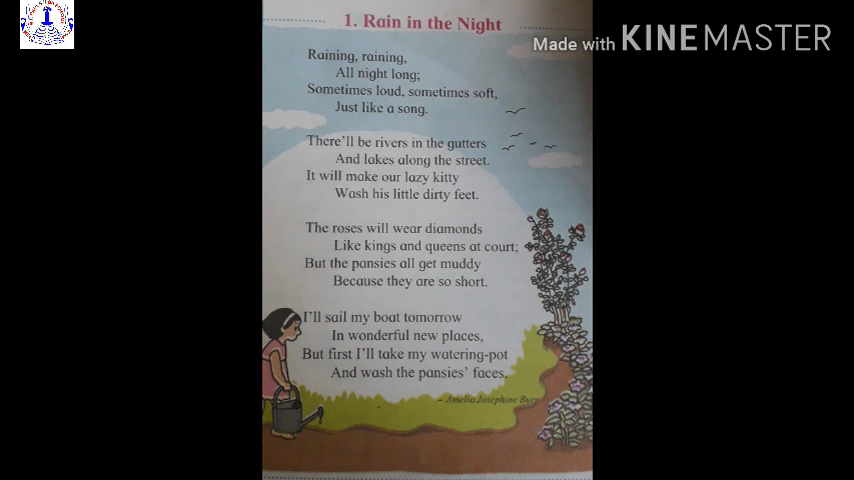 1. Rain in the Night
Made with KINEMASTER
Raining, raining,
All night long;
Sometimes loud, sometimes soft,
Just like a song.
There'll be rivers in the gutters
And lakes along the street.
It will make our lazy kitty
Wash his little dirty feet.
The roses will wear diamonds
Like kings and queens at court;
But the pansies all get muddy
Because they are so short.
I'll sail my boat tomorrow
In wonderful new places,
But first I'll take my watering-pot
And wash the pansies' faces.
– Amelia Josephine Burr